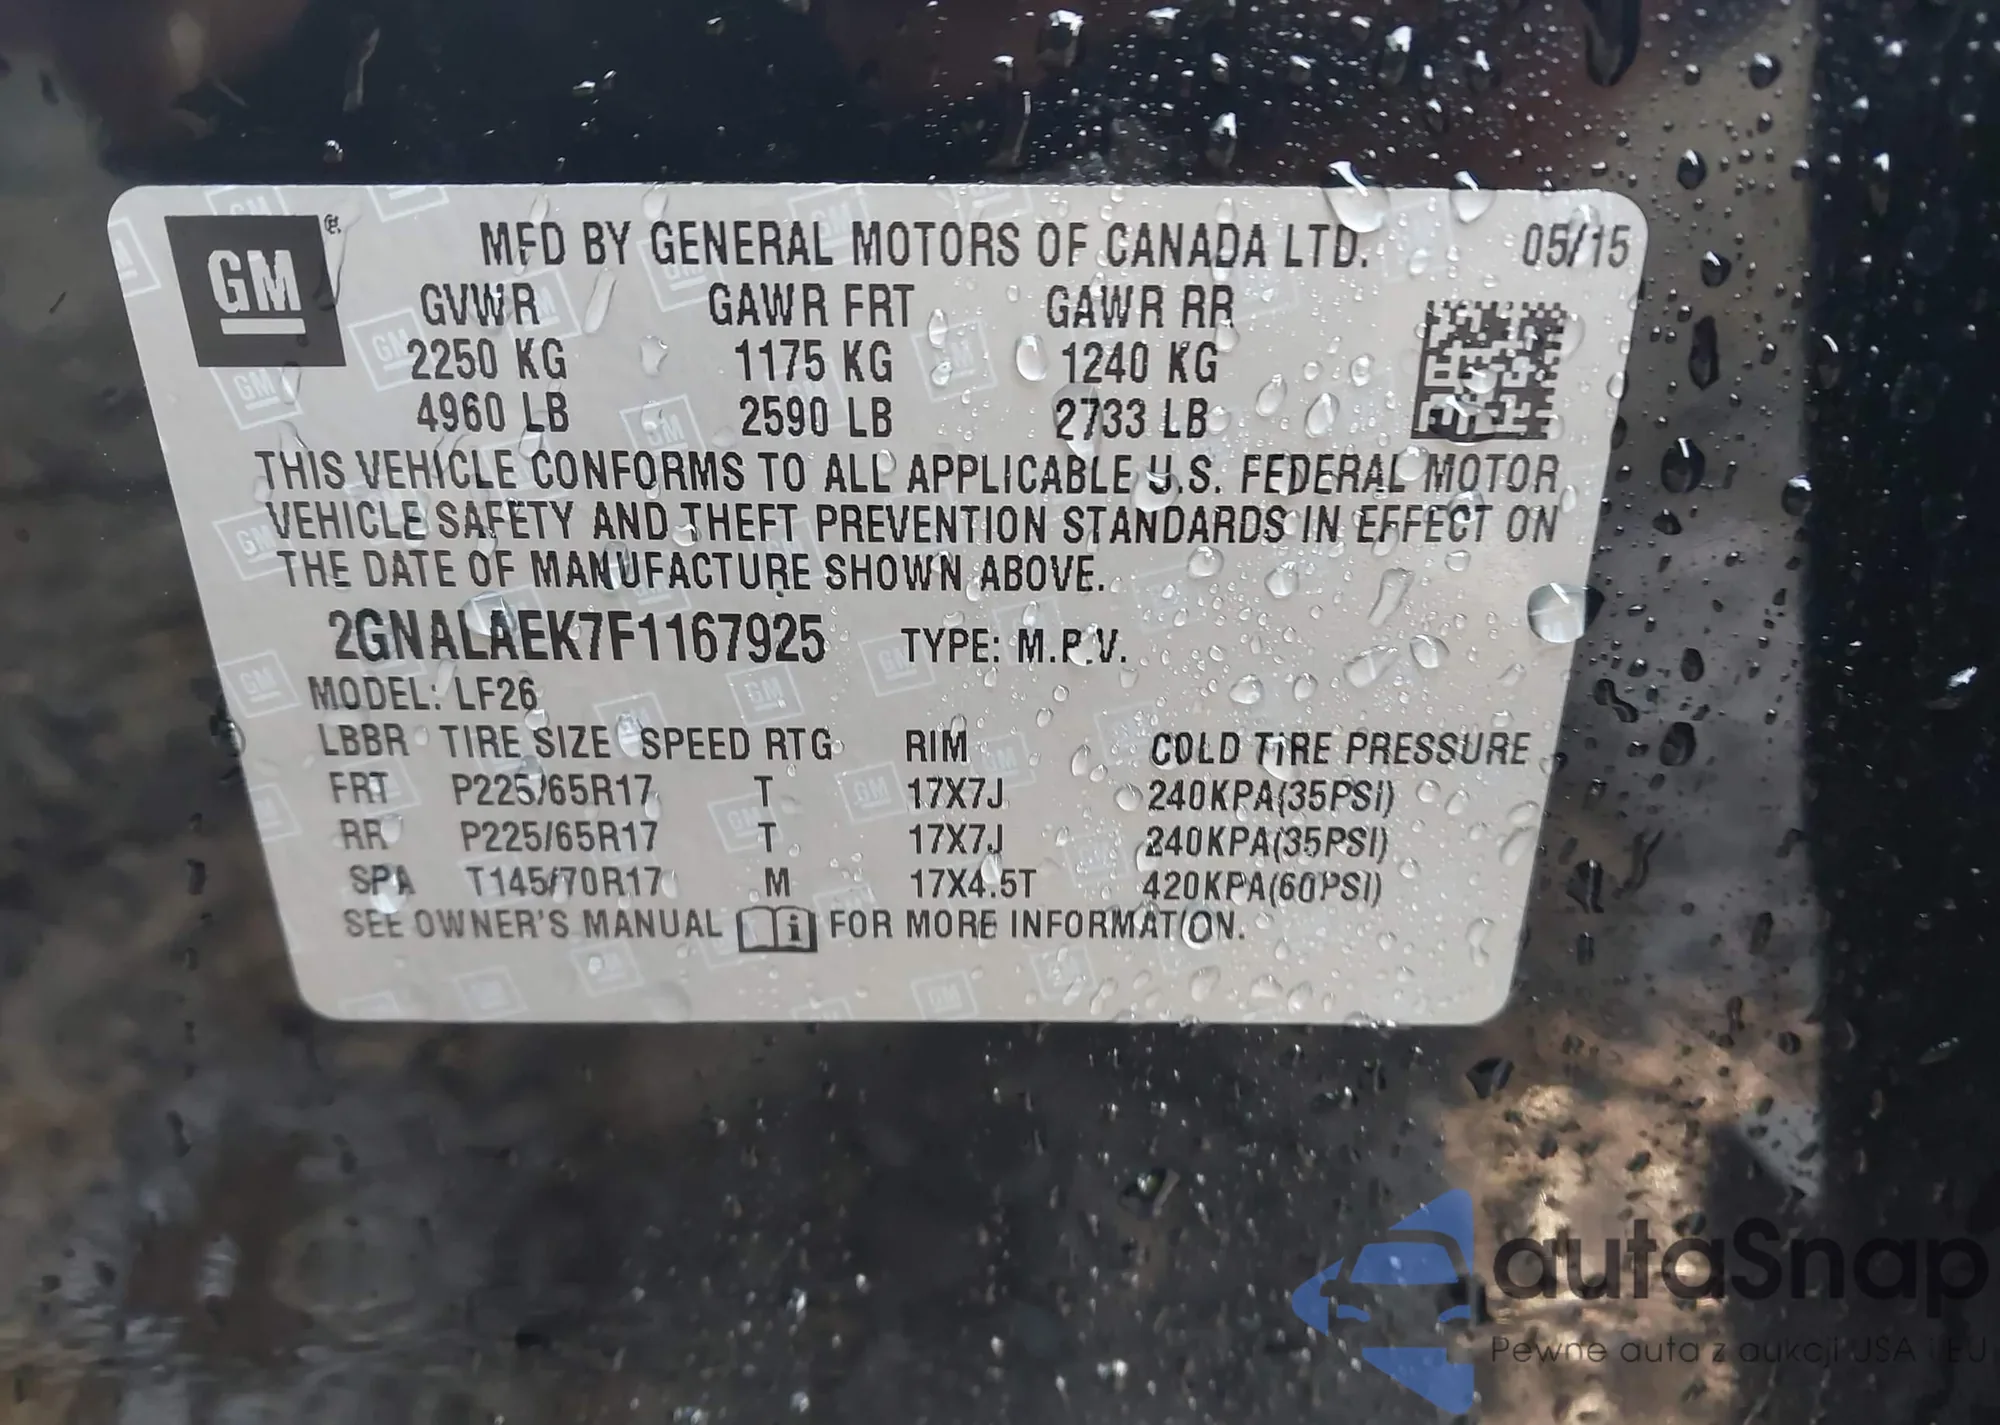 GM
MFD BY GENERAL MOTORS OF CANADA LTD. 05/15
GVWR GAWR FRT GAWR RR
2250 KG 1175 KG 1240 KG
4960 LB 2590 LB 2733 LB
THIS VEHICLE CONFORMS TO ALL APPLICABLE U.S. FEDERAL MOTOR
VEHICLE SAFETY AND THEFT PREVENTION STANDARDS IN EFFECT ON
THE DATE OF MANUFACTURE SHOWN ABOVE.
2GNALAEK7F1167925 TYPE: M.P.V.
MODEL: LF26
LBBR TIRE SIZE SPEED RTG RIM COLD TIRE PRESSURE
FRT P225/65R17 T 17X7J 240KPA(35PSI)
RR P225/65R17 T 17X7J 240KPA(35PSI)
SPA T145/70R17 M 17X4.5T 420KPA(60PSI)
SEE OWNER'S MANUAL i FOR MORE INFORMATION.
autaSnap
Pewne auta z aukcji USA i EU